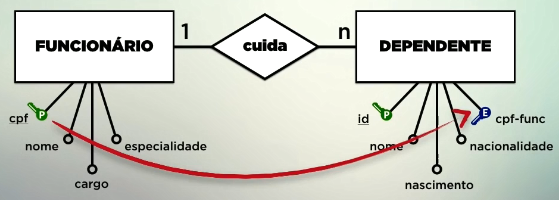 FUNCIONÁRIO
1
cuida
n
DEPENDENTE
cpf
P
nome
cargo
especialidade
id
P
nome
nascimento
nacionalidade
E
cpf-func